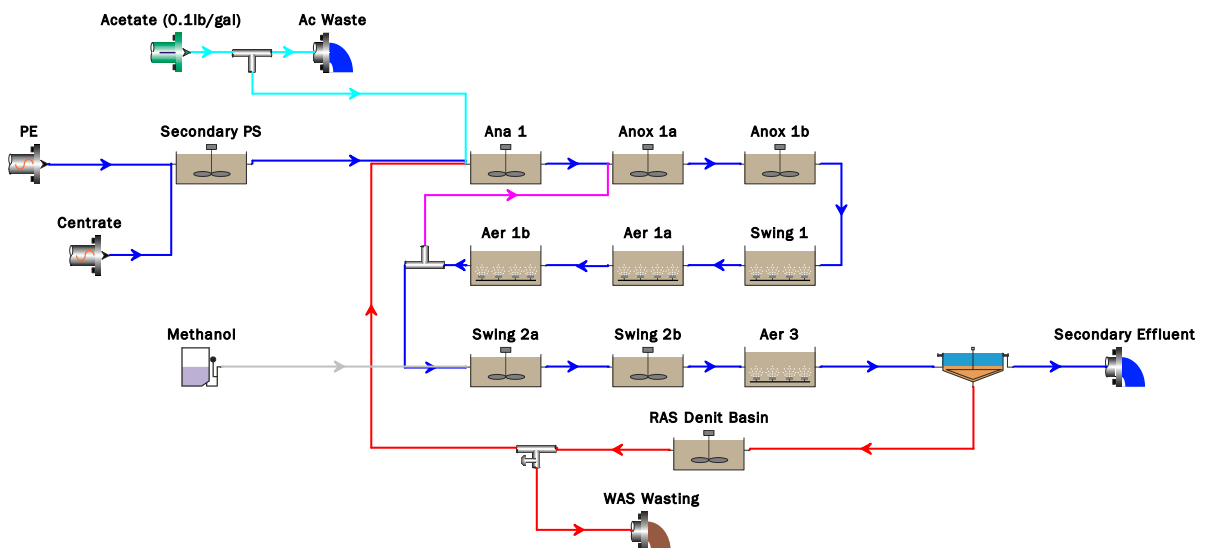 Acetate (0.1lb/gal)
Ac Waste
PE
Secondary PS
Ana 1
Anox 1a
Anox 1b
Centrate
Aer 1b
Aer 1a
Swing 1
Methanol
Swing 2a
Swing 2b
Aer 3
Secondary Effluent
RAS Denit Basin
WAS Wasting